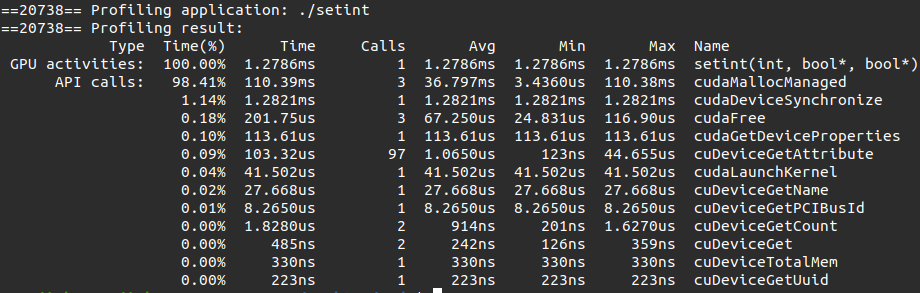 ==20738== Profiling application: ./setint
==20738== Profiling result:
Type Time(%) Time Calls Avg Min Max Name
GPU activities: 100.00% 1.2786ms 1 1.2786ms 1.2786ms 1.2786ms setint(int, bool*, bool*)
API calls: 98.41% 110.39ms 3 36.797ms 3.4360us 110.38ms cudaMallocManaged
1.14% 1.2821ms 1 1.2821ms 1.2821ms 1.2821ms cudaDeviceSynchronize
0.18% 201.75us 3 67.250us 24.831us 116.90us cudaFree
0.10% 113.61us 1 113.61us 113.61us 113.61us cudaGetDeviceProperties
0.09% 103.32us 97 1.0650us 123ns 44.655us cuDeviceGetAttribute
0.04% 41.502us 1 41.502us 41.502us 41.502us cudaLaunchKernel
0.02% 27.668us 1 27.668us 27.668us 27.668us cuDeviceGetName
0.01% 8.2650us 1 8.2650us 8.2650us 8.2650us cuDeviceGetPCIBusId
0.00% 1.8280us 2 914ns 201ns 1.6270us cuDeviceGetCount
0.00% 485ns 2 242ns 126ns 359ns cuDeviceGet
0.00% 330ns 1 330ns 330ns 330ns cuDeviceTotalMem
0.00% 223ns 1 223ns 223ns 223ns cuDeviceGetUuid